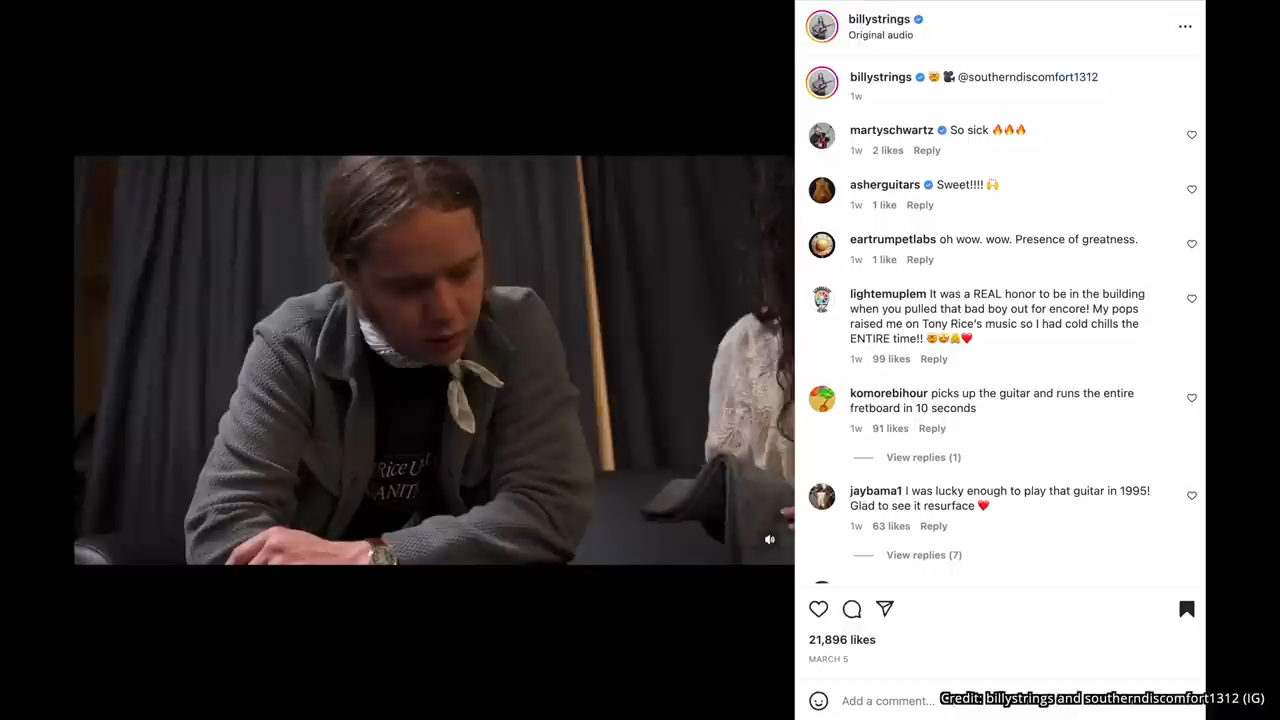 billystrings
Original audio
billystrings 🤯 🎥 @southerndiscomfort1312
1w
martyschwartz So sick 🔥🔥🔥
1w 2 likes Reply
asherguitars Sweet!!!! 🙌
1w 1 like Reply
eartrumpetlabs oh wow. wow. Presence of greatness.
1w 1 like Reply
lightemuplem It was a REAL honor to be in the building
when you pulled that bad boy out for encore! My pops
raised me on Tony Rice's music so I had cold chills the
ENTIRE time!!
1w 99 likes Reply
komorebihour picks up the guitar and runs the entire
fretboard in 10 seconds
1w 91 likes Reply
View replies (1)
jaybama1 I was lucky enough to play that guitar in 1995!
Glad to see it resurface ❤️
1w 63 likes Reply
View replies (7)
21,896 likes
MARCH 5
Add a comment...
Credit: billystrings and southerndiscomfort1312 (IG)
Rice